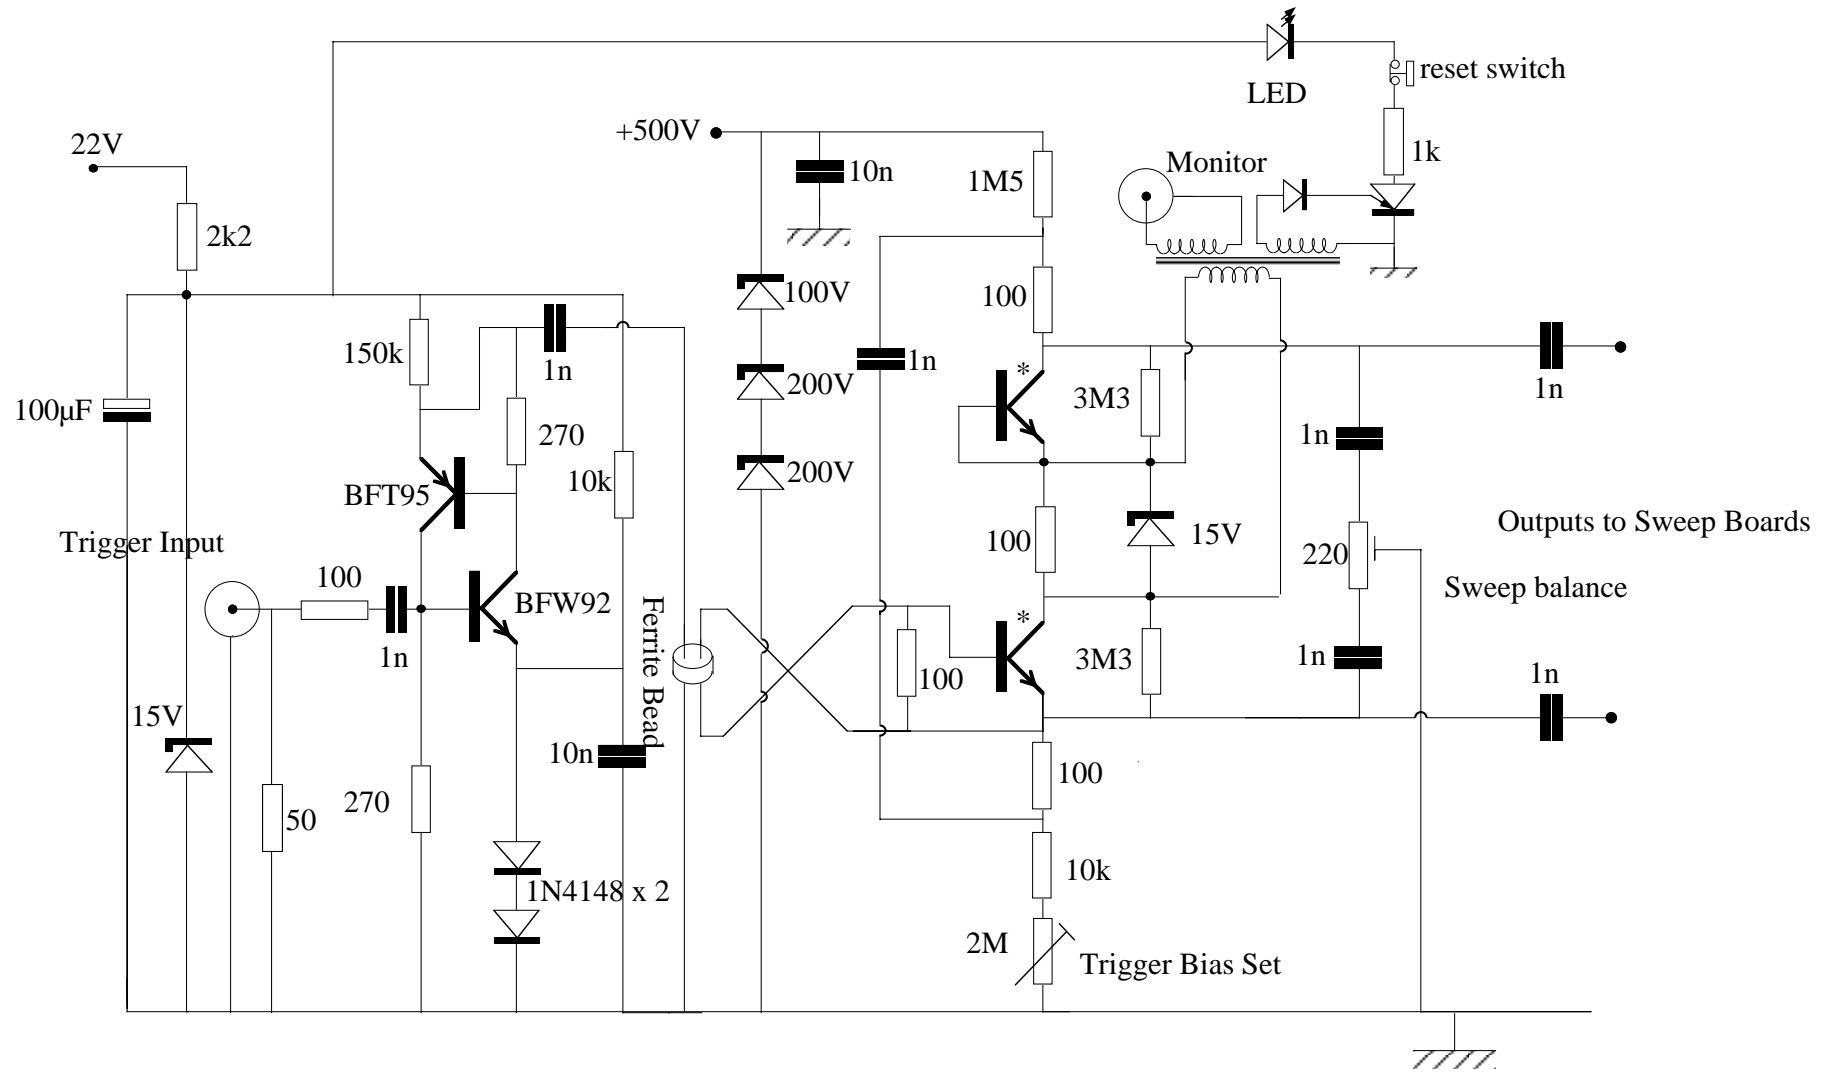 LED
reset switch
22V
+500V
10n
1M5
Monitor
1k
2k2
100V
100
150k
1n
200V
1n
*
3M3
1n
100µF
270
1n
BFT95
10k
200V
Trigger Input
100
15V
220
Outputs to Sweep Boards
100
BFW92
Ferrite Bead
*
Sweep balance
1n
100
3M3
1n
1n
15V
10n
100
50
270
10k
1N4148 x 2
2M
Trigger Bias Set